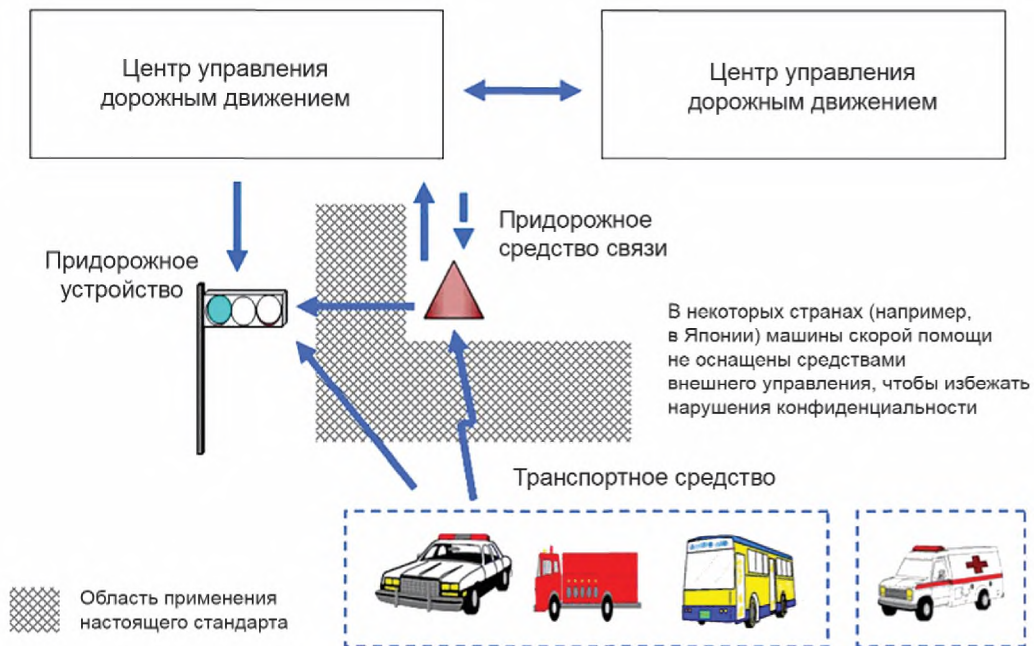 Центр управления
дорожным движением
Центр управления
дорожным движением
Придорожное
средство связи
Придорожное
устройство
В некоторых странах (например,
в Японии) машины скорой помощи
не оснащены средствами
внешнего управления, чтобы избежать
нарушения конфиденциальности
Транспортное средство
Область применения
настоящего стандарта